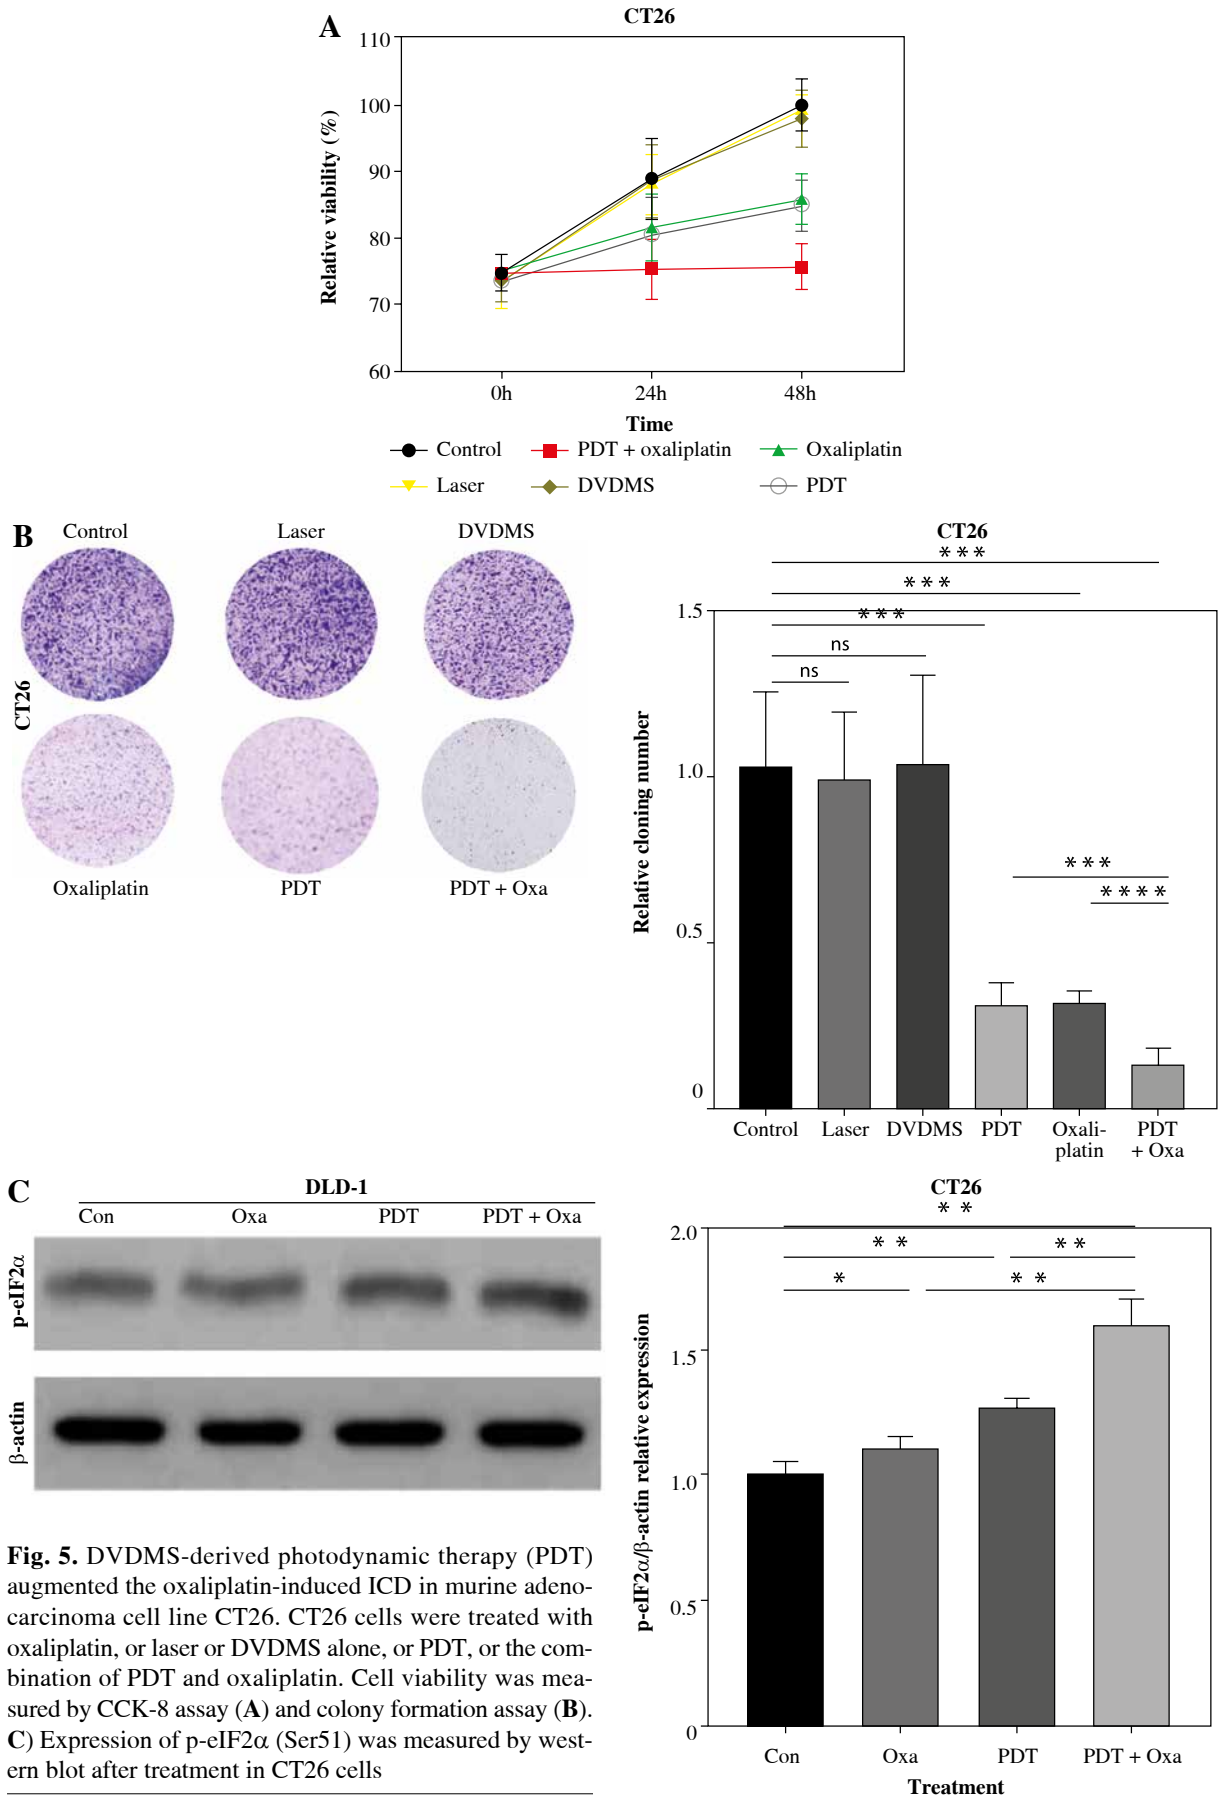 A
CT26
110
100
90
80
70
60
Relative viability (%)
0h 24h 48h
Time
Control PDT + oxaliplatin Oxaliplatin
Laser DVDMS PDT
B
Control Laser DVDMS
CT26
Oxaliplatin PDT PDT + Oxa
CT26
***
***
***
ns
ns
***
****
1.5
1.0
0.5
0
Relative cloning number
Control Laser DVDMS PDT Oxali- PDT
platin + Oxa
C
DLD-1
Con Oxa PDT PDT + Oxa
p-eIF2α
β-actin
CT26
**
** **
* **
2.0
1.5
1.0
0.5
0
p-eIF2α/β-actin relative expression
Con Oxa PDT PDT + Oxa
Treatment
Fig. 5. DVDMS-derived photodynamic therapy (PDT)
augmented the oxaliplatin-induced ICD in murine adeno-
carcinoma cell line CT26. CT26 cells were treated with
oxaliplatin, or laser or DVDMS alone, or PDT, or the com-
bination of PDT and oxaliplatin. Cell viability was mea-
sured by CCK-8 assay (A) and colony formation assay (B).
C) Expression of p-eIF2α (Ser51) was measured by west-
ern blot after treatment in CT26 cells